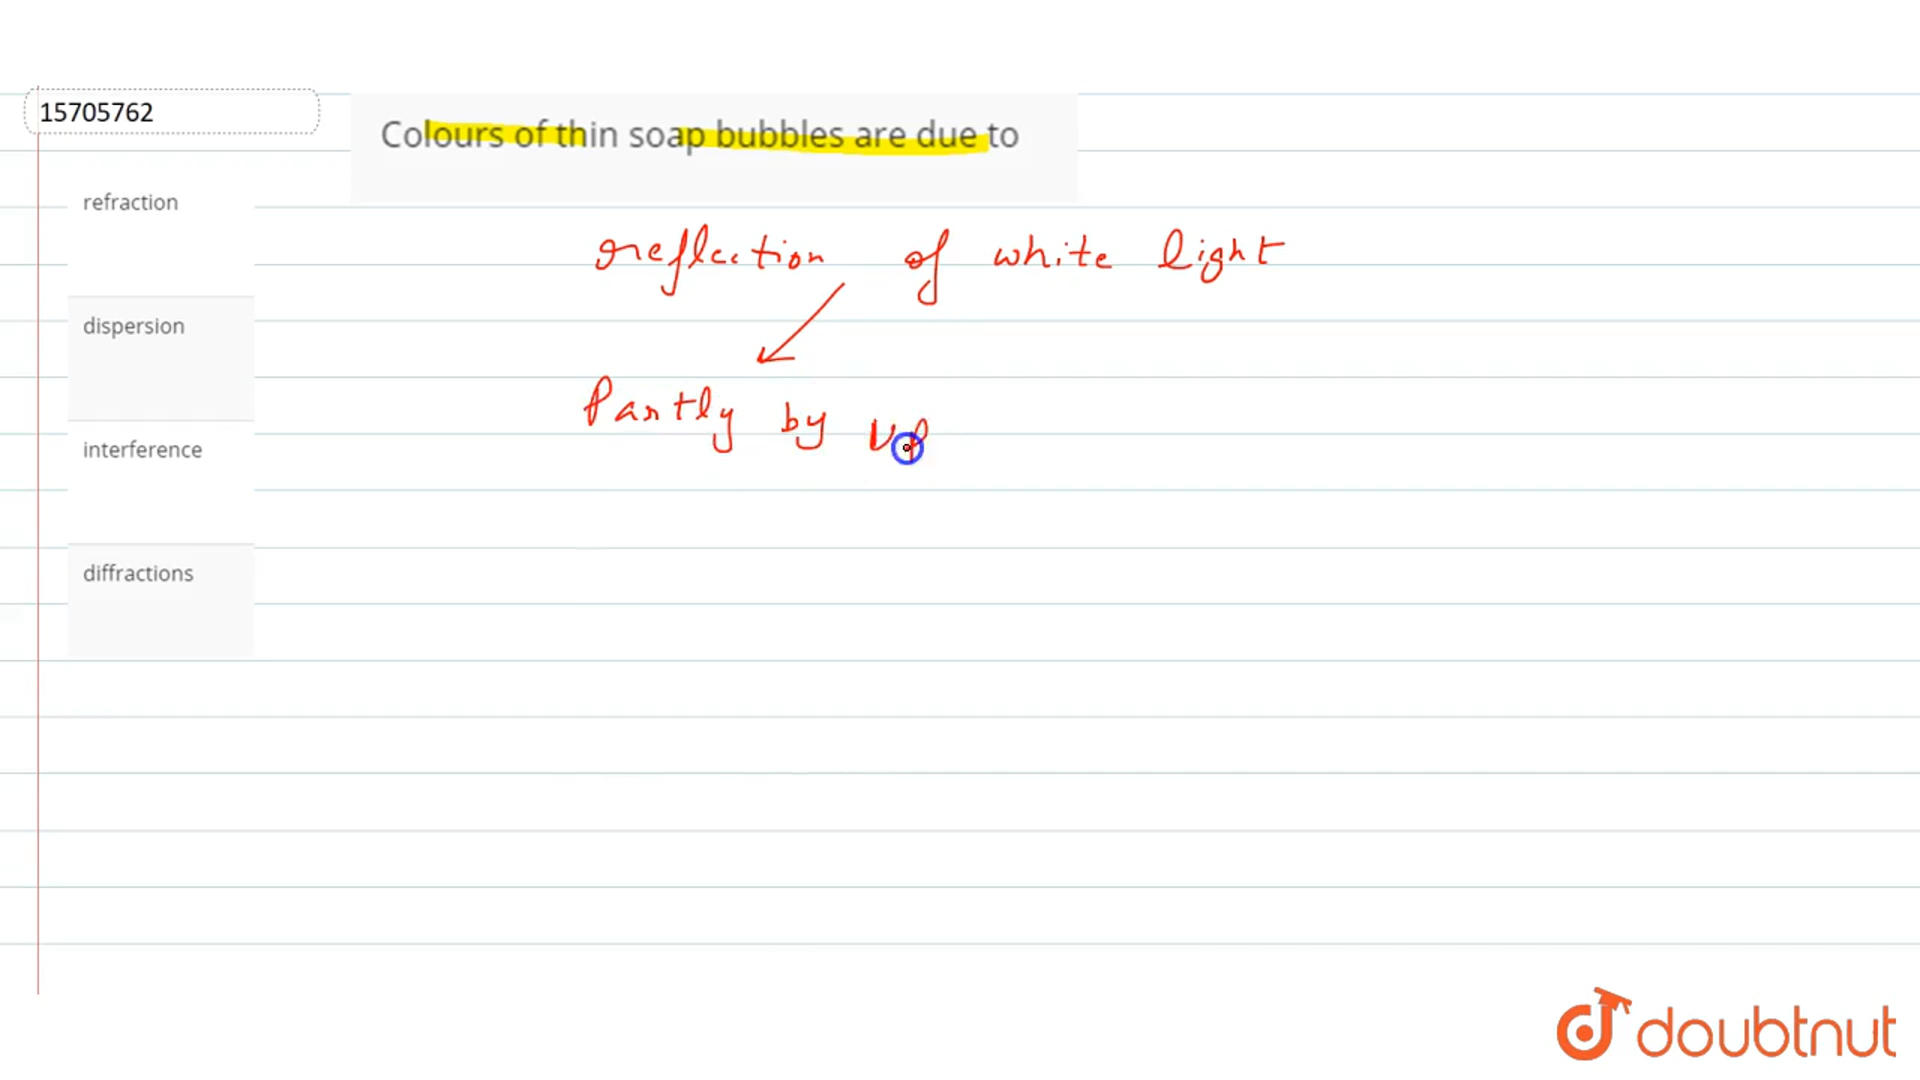 15705762
Colours of thin soap bubbles are due to
refraction
dispersion
interference
diffractions
reflection of white light
Partly by up
doubtnut